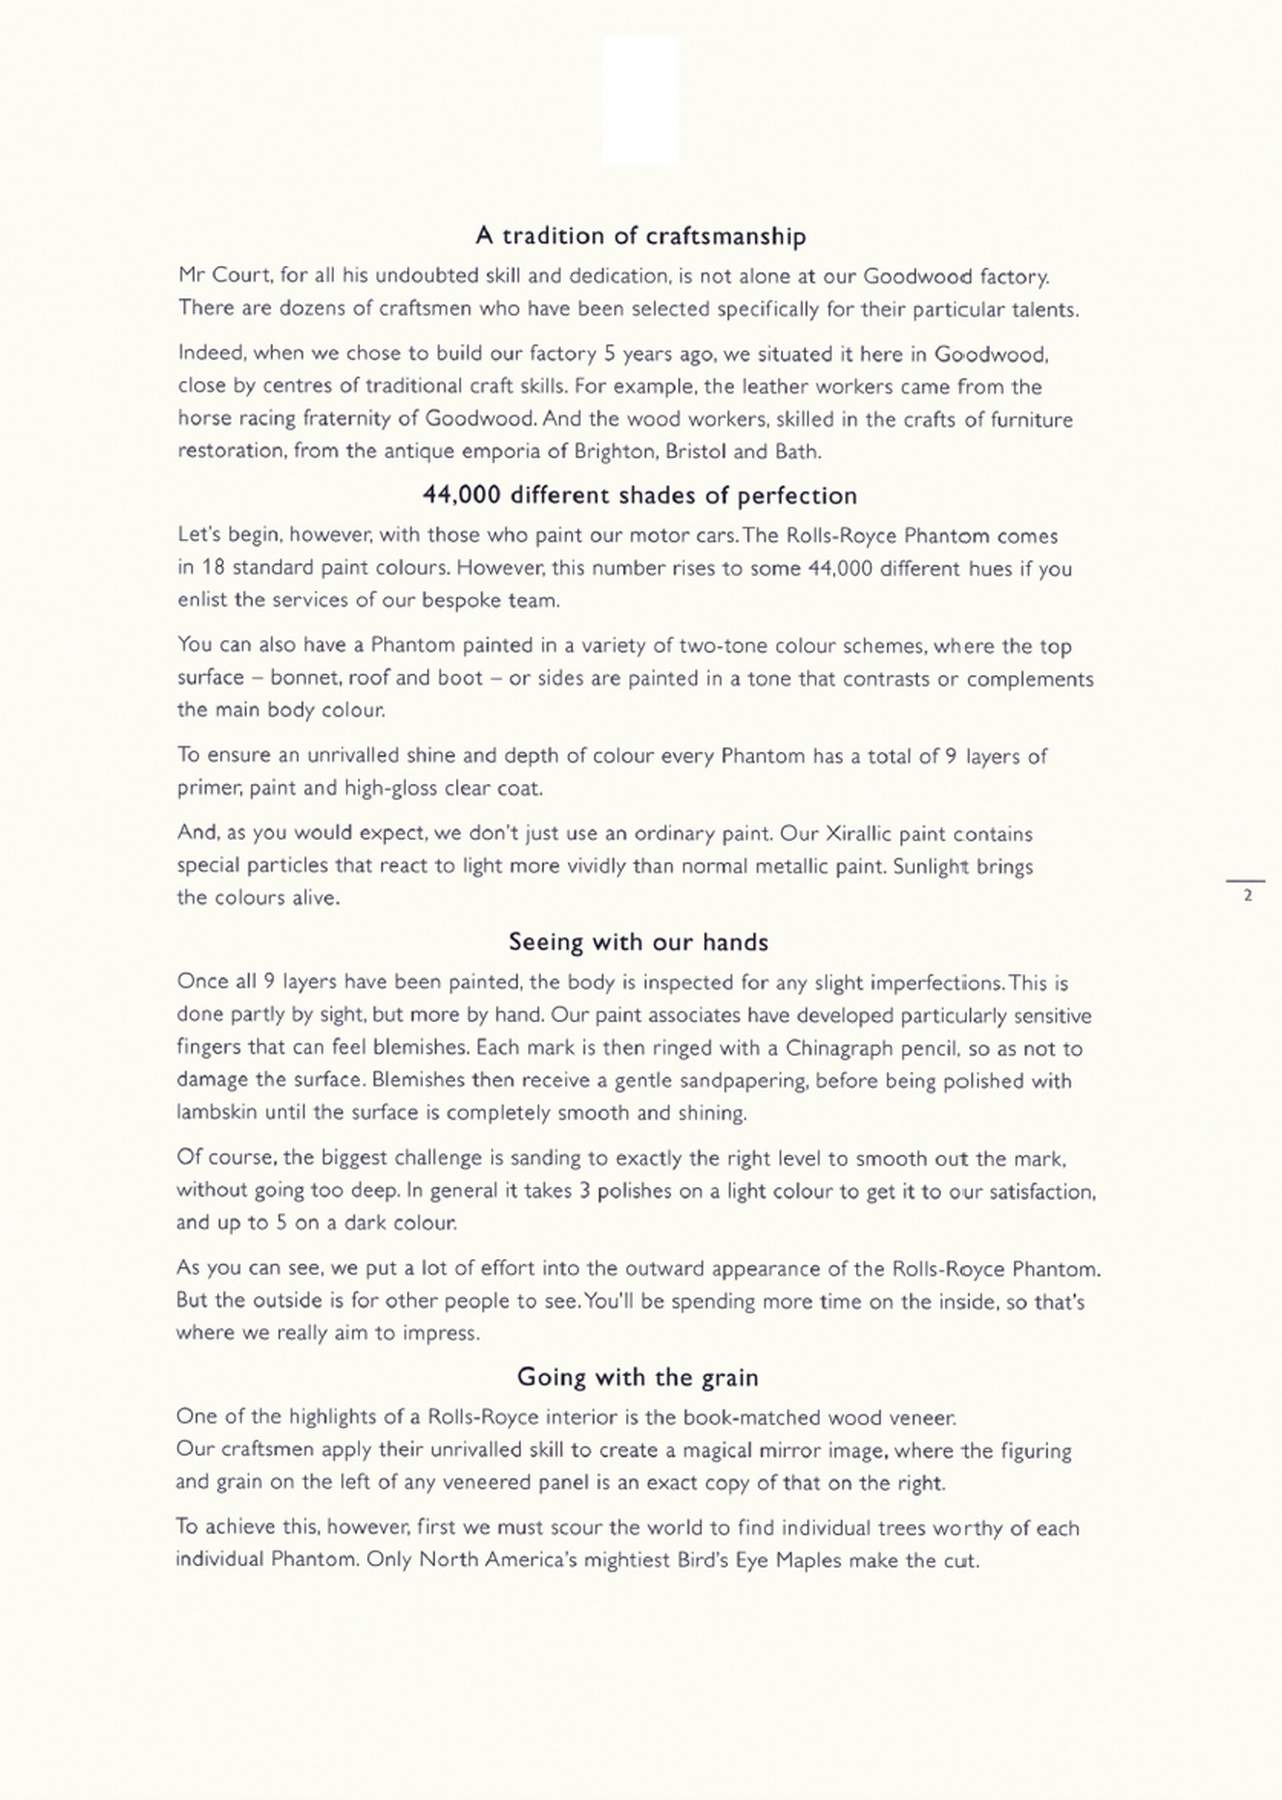 A tradition of craftsmanship
Mr Court, for all his undoubted skill and dedication, is not alone at our Goodwood factory.
There are dozens of craftsmen who have been selected specifically for their particular talents.
Indeed, when we chose to build our factory 5 years ago, we situated it here in Goodwood,
close by centres of traditional craft skills. For example, the leather workers came from the
horse racing fraternity of Goodwood. And the wood workers, skilled in the crafts of furniture
restoration, from the antique emporia of Brighton, Bristol and Bath.
44,000 different shades of perfection
Let's begin, however, with those who paint our motor cars. The Rolls-Royce Phantom comes
in 18 standard paint colours. However, this number rises to some 44,000 different hues if you
enlist the services of our bespoke team.
You can also have a Phantom painted in a variety of two-tone colour schemes, where the top
surface – bonnet, roof and boot – or sides are painted in a tone that contrasts or complements
the main body colour.
To ensure an unrivalled shine and depth of colour every Phantom has a total of 9 layers of
primer, paint and high-gloss clear coat.
And, as you would expect, we don't just use an ordinary paint. Our Xirallic paint contains
special particles that react to light more vividly than normal metallic paint. Sunlight brings
the colours alive.
2
Seeing with our hands
Once all 9 layers have been painted, the body is inspected for any slight imperfections. This is
done partly by sight, but more by hand. Our paint associates have developed particularly sensitive
fingers that can feel blemishes. Each mark is then ringed with a Chinagraph pencil, so as not to
damage the surface. Blemishes then receive a gentle sandpapering, before being polished with
lambskin until the surface is completely smooth and shining.
Of course, the biggest challenge is sanding to exactly the right level to smooth out the mark,
without going too deep. In general it takes 3 polishes on a light colour to get it to our satisfaction,
and up to 5 on a dark colour.
As you can see, we put a lot of effort into the outward appearance of the Rolls-Royce Phantom.
But the outside is for other people to see. You'll be spending more time on the inside, so that's
where we really aim to impress.
Going with the grain
One of the highlights of a Rolls-Royce interior is the book-matched wood veneer.
Our craftsmen apply their unrivalled skill to create a magical mirror image, where the figuring
and grain on the left of any veneered panel is an exact copy of that on the right.
To achieve this, however, first we must scour the world to find individual trees worthy of each
individual Phantom. Only North America's mightiest Bird's Eye Maples make the cut.